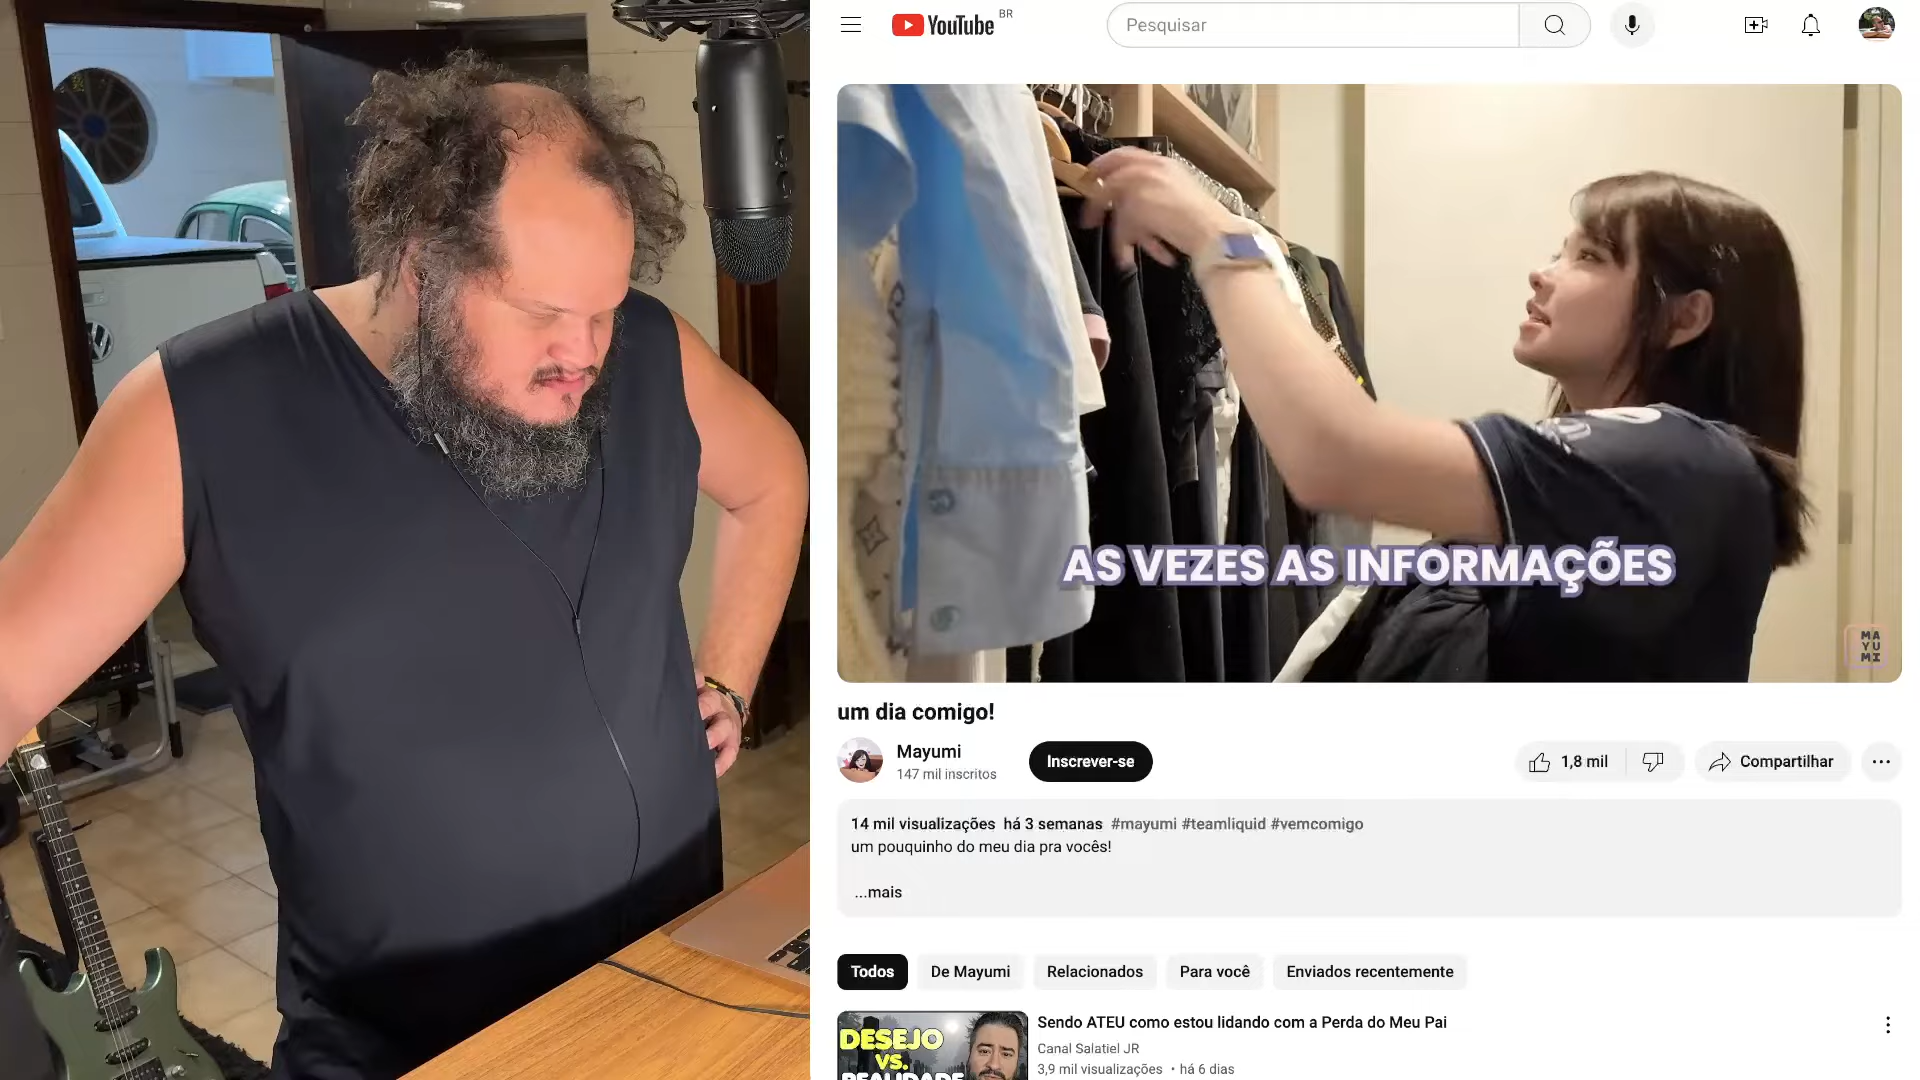 YouTube BR
Pesquisar
AS VEZES AS INFORMAÇÕES
MA
YU
MI
um dia comigo!
Mayumi
147 mil inscritos
Inscrever-se
1,8 mil
Compartilhar
14 mil visualizações há 3 semanas #mayumi #teamliquid #vemcomigo
um pouquinho do meu dia pra vocês!
...mais
Todos
De Mayumi
Relacionados
Para você
Enviados recentemente
DESEJO
VS.
REALIDADE
Sendo ATEU como estou lidando com a Perda do Meu Pai
Canal Salatiel JR
3,9 mil visualizações • há 6 dias